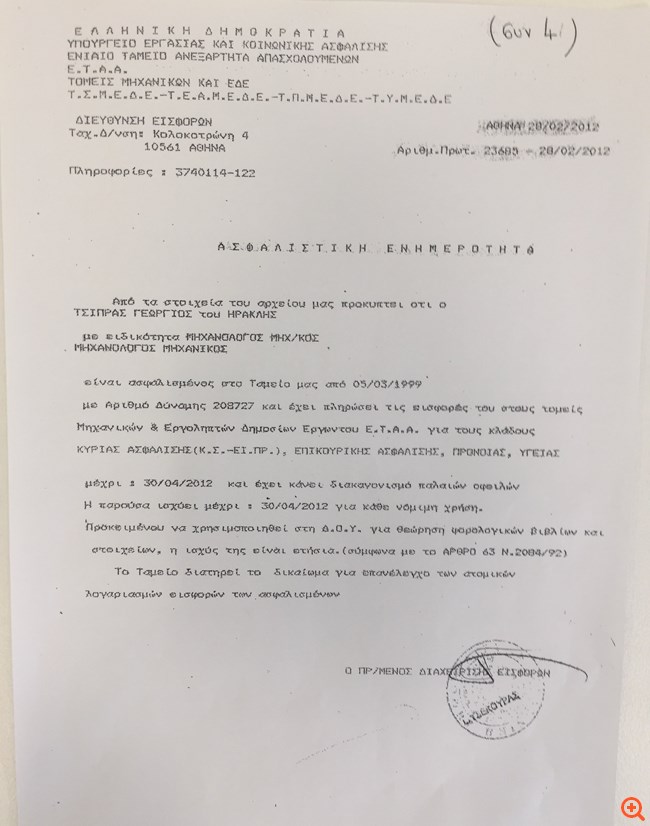 (συν 4)
ΕΛΛΗΝΙΚΗ ΔΗΜΟΚΡΑΤΙΑ
ΥΠΟΥΡΓΕΙΟ ΕΡΓΑΣΙΑΣ ΚΑΙ ΚΟΙΝΩΝΙΚΗΣ ΑΣΦΑΛΙΣΗΣ
ΕΝΙΑΙΟ ΤΑΜΕΙΟ ΑΝΕΞΑΡΤΗΤΑ ΑΠΑΣΧΟΛΟΥΜΕΝΩΝ
Ε.Τ.Α.Α.
ΤΟΜΕΙΣ ΜΗΧΑΝΙΚΩΝ ΚΑΙ ΕΔΕ
Τ.Σ.Μ.Ε.Δ.Ε.-Τ.Ε.Α.Μ.Ε.Δ.Ε.-Τ.Π.Μ.Ε.Δ.Ε.-Τ.Υ.Μ.Ε.Δ.Ε
ΔΙΕΥΘΥΝΣΗ ΕΙΣΦΟΡΩΝ
Ταχ.Δ/νση: Κολοκοτρώνη 4
10561 ΑΘΗΝΑ
ΑΘΗΝΑ 28/02/2012
Αριθμ.Πρωτ. 23685 - 28/02/2012
Πληροφορίες : 3740114-122
ΑΣΦΑΛΙΣΤΙΚΗ ΕΝΗΜΕΡΟΤΗΤΑ
Από τα στοιχεία του αρχείου μας προκυπτει οτι ο
ΤΣΙΠΡΑΣ ΓΕΩΡΓΙΟΣ του ΗΡΑΚΛΗΣ
με ειδικότητα ΜΗΧΑΝΟΛΟΓΟΣ ΜΗΧ/ΚΟΣ
ΜΗΧΑΝΟΛΟΓΟΣ ΜΗΧΑΝΙΚΟΣ
είναι ασφαλισμένος στο Ταμείο μας από 05/03/1999
με Αριθμό Δύναμης 208727 και έχει πληρώσει τις εισφορές του στους τομείς
Μηχανικών & Εργοληπτών Δημοσίων Εργωντου Ε.Τ.Α.Α. για τους κλάδους
ΚΥΡΙΑΣ ΑΣΦΑΛΙΣΗΣ(Κ.Σ.-ΕΙ.ΠΡ.), ΕΠΙΚΟΥΡΙΚΗΣ ΑΣΦΑΛΙΣΗΣ, ΠΡΟΝΟΙΑΣ, ΥΓΕΙΑΣ
μέχρι : 30/04/2012 και έχει κάνει διακανονισμό παλαιών οφειλών
Η παρούσα ισχύει μέχρι : 30/04/2012 για κάθε νόμιμη χρήση.
Προκειμένου να χρησιμοποιηθεί στη Δ.Ο.Υ. για θεώρηση φορολογικών βιβλίων και
στοιχείων, η ισχύς της είναι ετήσια.(σύμφωνα με το ΑΡΘΡΟ 63 Ν.2084/92)
Το Ταμείο διατηρεί το δικαίωμα για επανέλεγχο των ατομικών
λογαριασμών εισφορών των ασφαλισμένων
Ο ΠΡ/ΜΕΝΟΣ ΔΙΑΧΕΙΡΙΣΗΣ ΕΙΣΦΟΡΩΝ